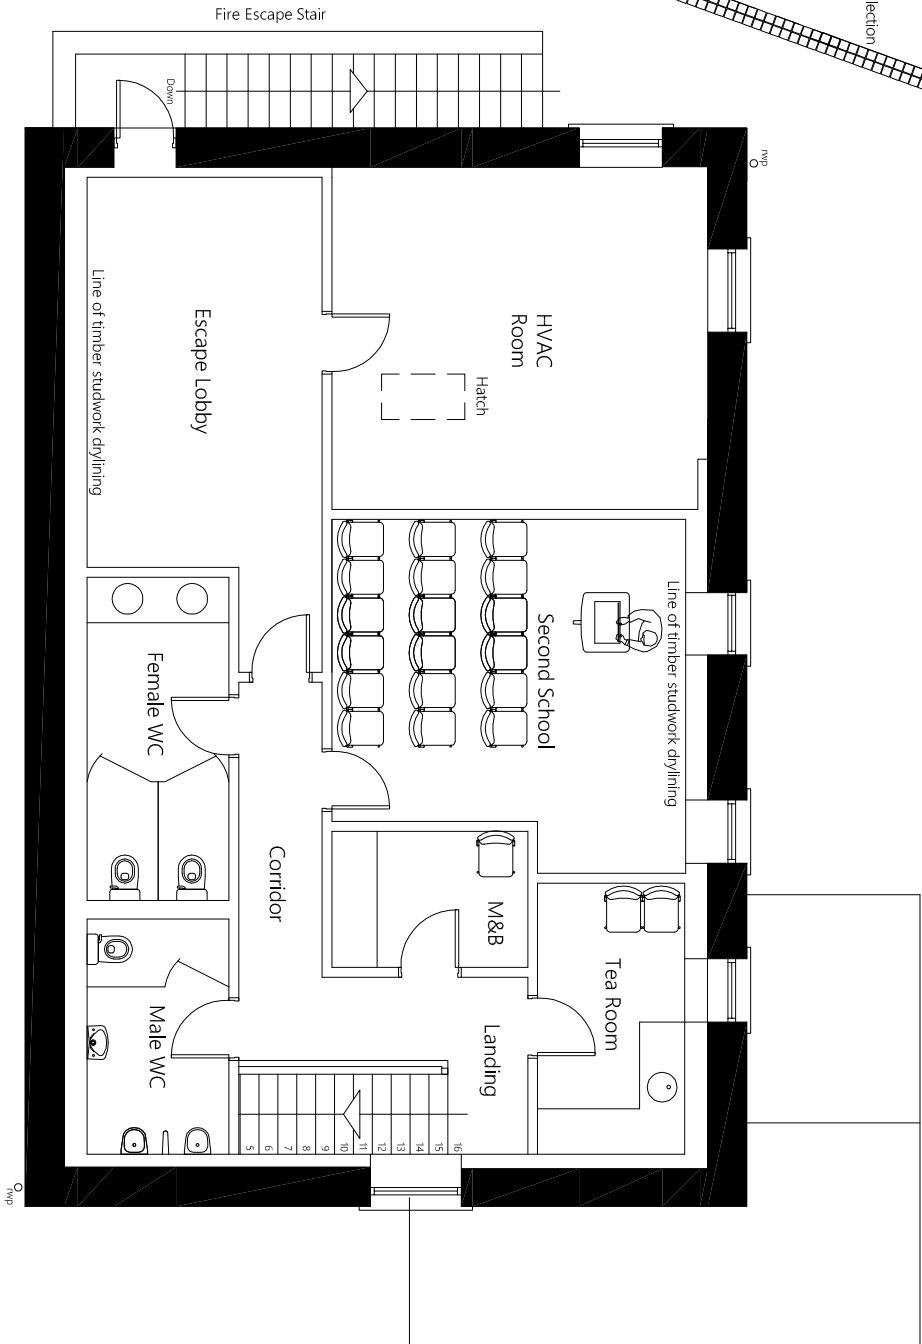 Fire Escape Stair
lection
Down
rwp
Line of timber studwork drylining
Escape Lobby
HVAC
Room
Hatch
Line of timber studwork drylining
Second School
Female WC
Corridor
M&B
Tea Room
Male WC
Landing
5
6
7
8
9
10
11
12
13
14
15
16
rwp